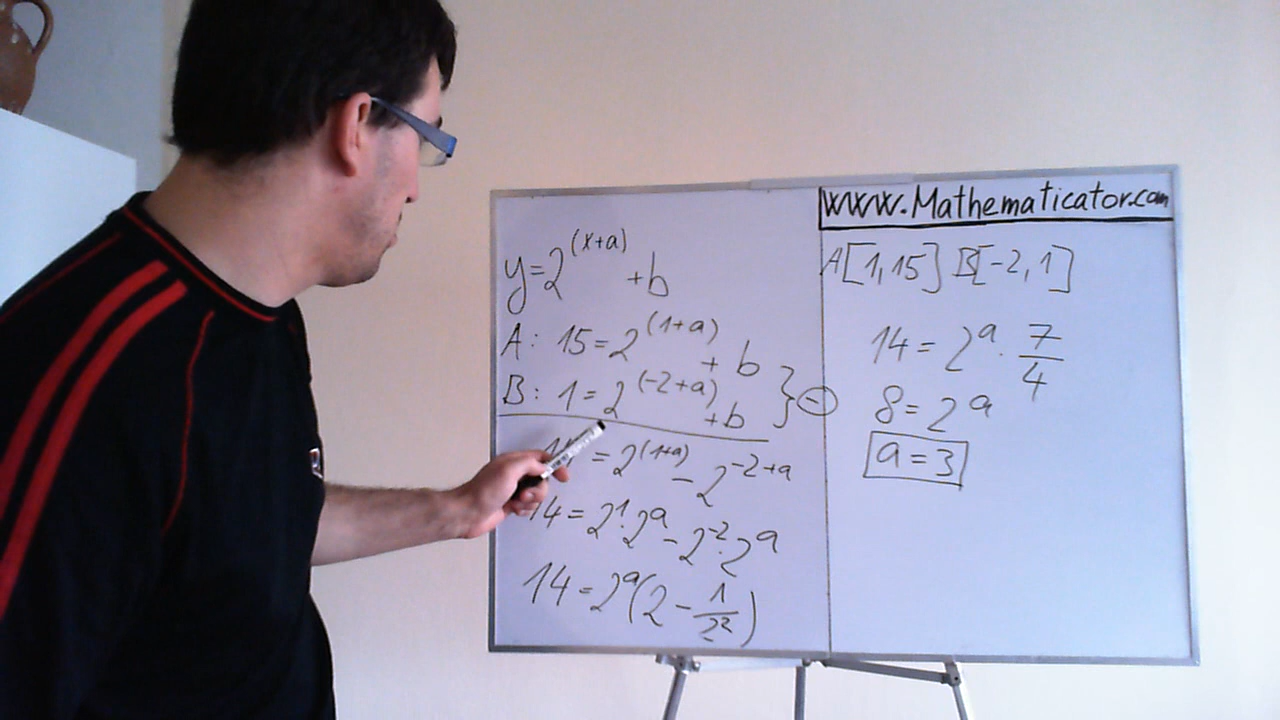 y=2^(x+a) +b
A: 15=2^(1+a) + b
B: 1=2^(-2+a) +b } ⊖
14 = 2^(1+a) - 2^-2+a
14 = 2^1·2^a - 2^-2·2^a
14 = 2^a(2 - 1/2^2)
www.Mathematicator.com
A[1,15] B[-2,1]
14 = 2^a · 7/4
8 = 2^a
a = 3